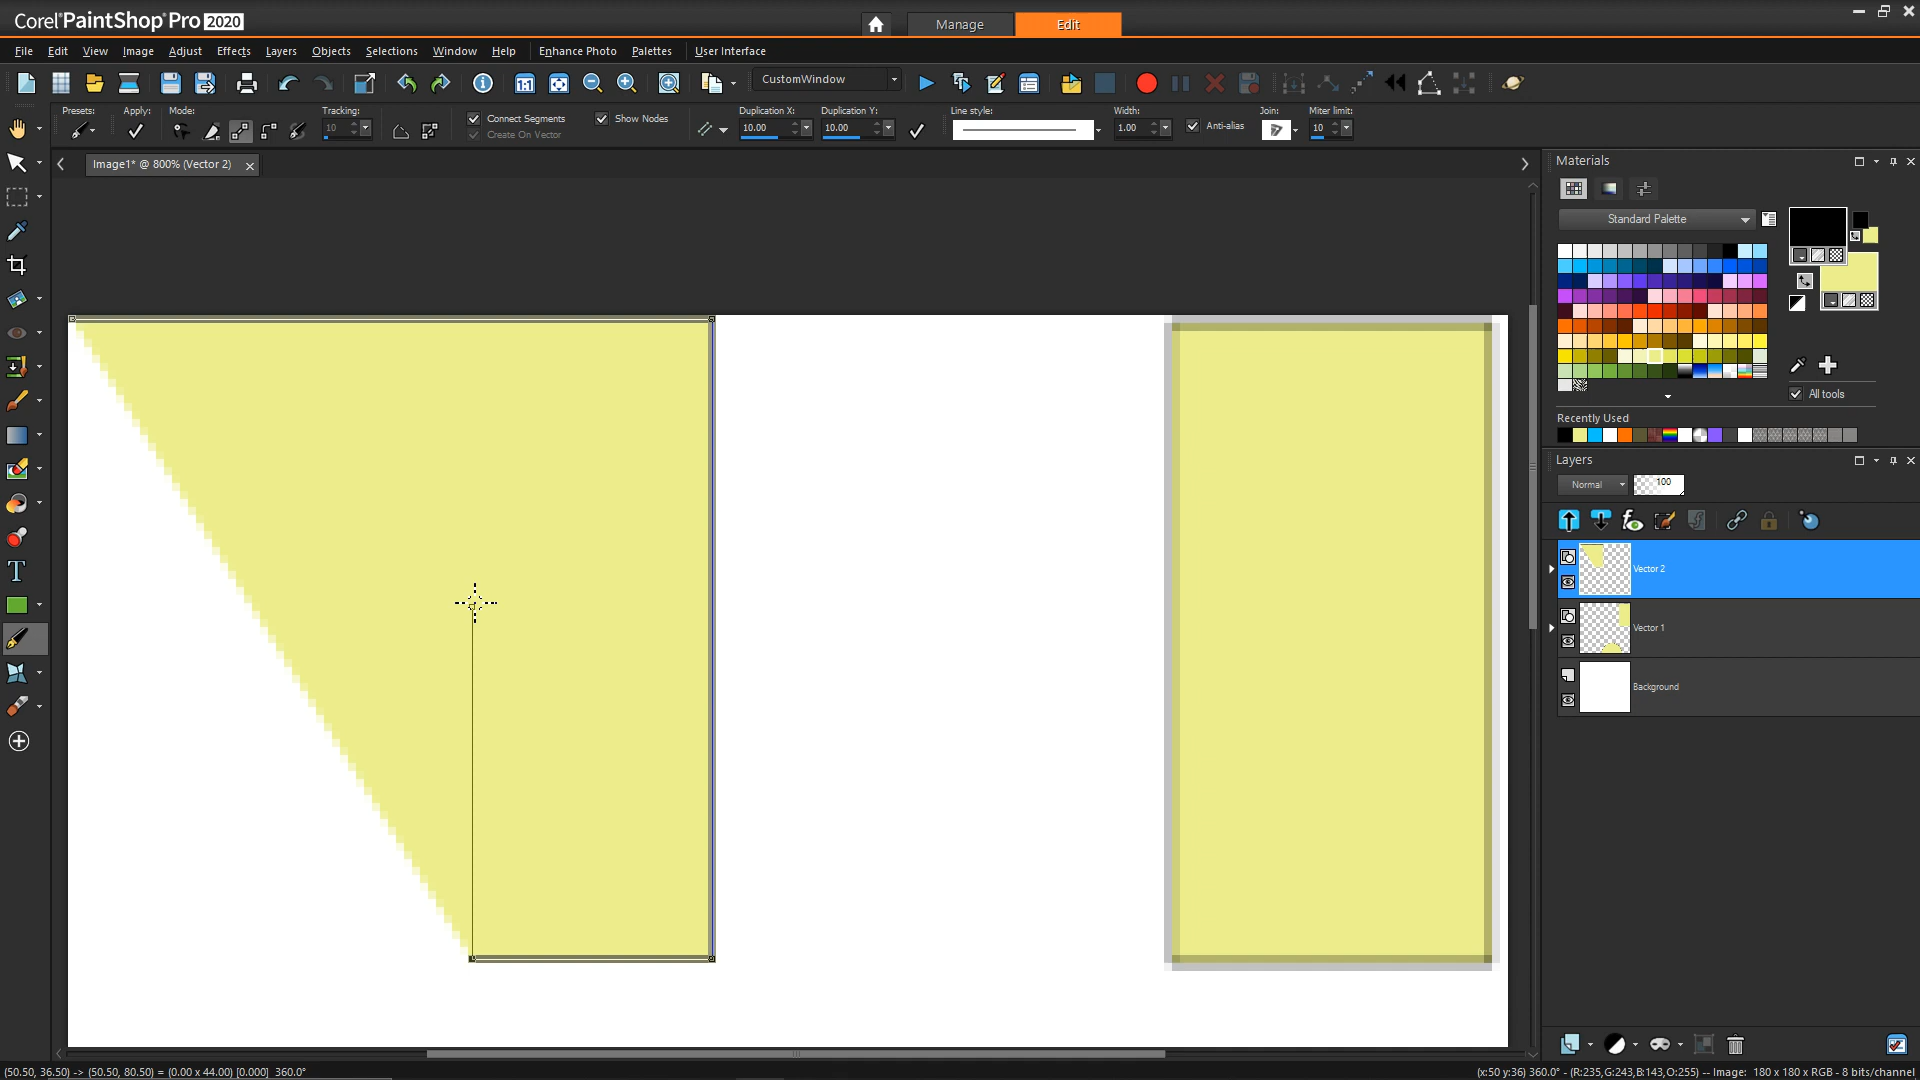 Corel PaintShop Pro 2020
Manage
Edit
File Edit View Image Adjust Effects Layers Objects Selections Window Help Enhance Photo Palettes User Interface
CustomWindow
Presets: Apply: Mode: Tracking: Duplication X: Duplication Y: Line style: Width: Join: Miter limit:
Connect Segments
Show Nodes
10
10.00
10.00
1.00
Anti-alias
10
Create On Vector
Image1* @ 800% (Vector 2)
Materials
Standard Palette
All tools
Recently Used
Layers
Normal
100
Vector 2
Vector 1
Background
(50.50, 36.50) -> (50.50, 80.50) = (0.00 x 44.00) [0.000] 360.0°
(x:50 y:36) 360.0° - (R:235,G:243,B:143,O:255) -- Image: 180 x 180 x RGB - 8 bits/channel